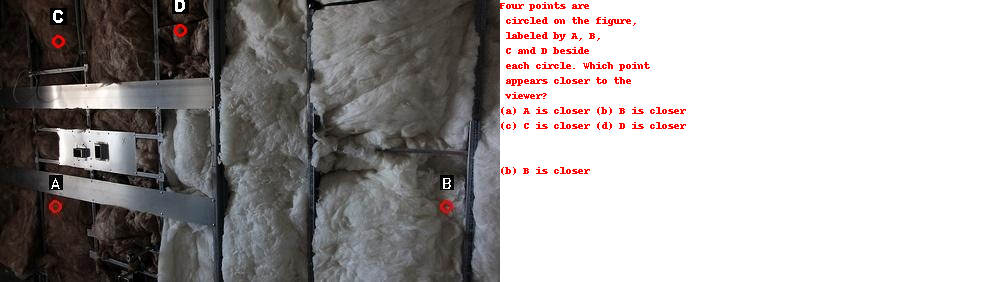 C
D
A
B
Four points are
circled on the figure,
labeled by A, B,
C and D beside
each circle. Which point
appears closer to the
viewer?
(a) A is closer (b) B is closer
(c) C is closer (d) D is closer
(b) B is closer